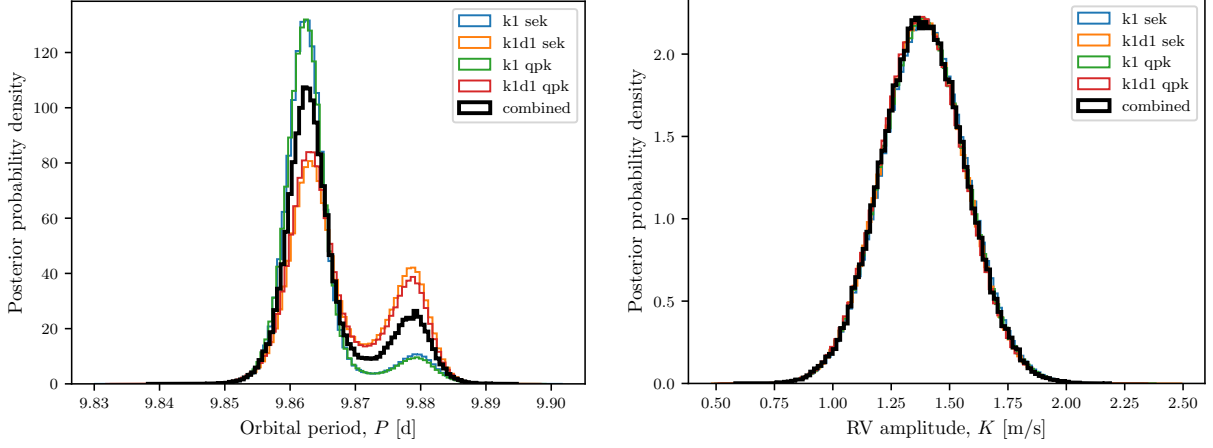 k1 sek
k1d1 sek
k1 qpk
k1d1 qpk
combined
Posterior probability density
0
20
40
60
80
100
120
9.83
9.84
9.85
9.86
9.87
9.88
9.89
9.90
Orbital period, P [d]
k1 sek
k1d1 sek
k1 qpk
k1d1 qpk
combined
Posterior probability density
0.0
0.5
1.0
1.5
2.0
0.50
0.75
1.00
1.25
1.50
1.75
2.00
2.25
2.50
RV amplitude, K [m/s]